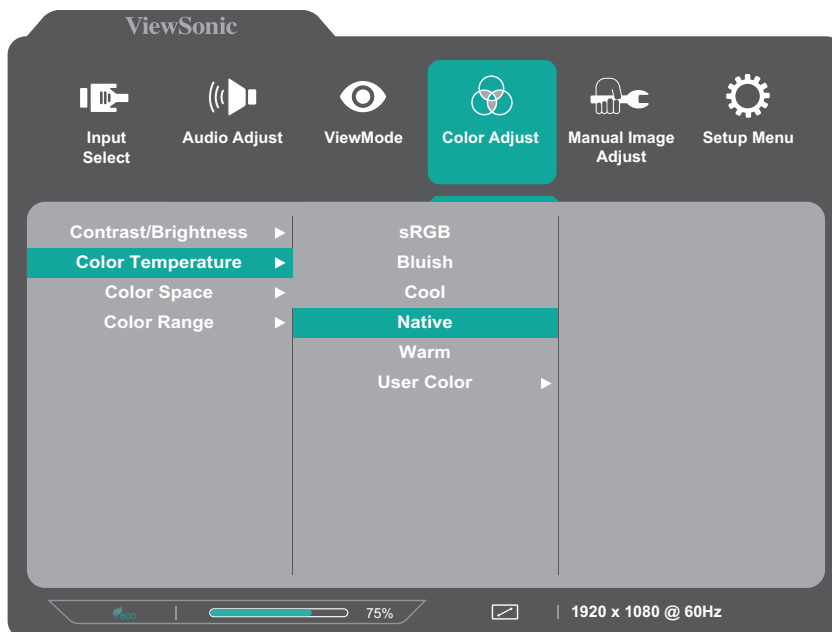 ViewSonic
Input
Select
Audio Adjust
ViewMode
Color Adjust
Manual Image
Adjust
Setup Menu
Contrast/Brightness
Color Temperature
Color Space
Color Range
sRGB
Bluish
Cool
Native
Warm
User Color
eco
75%
1920 x 1080 @ 60Hz